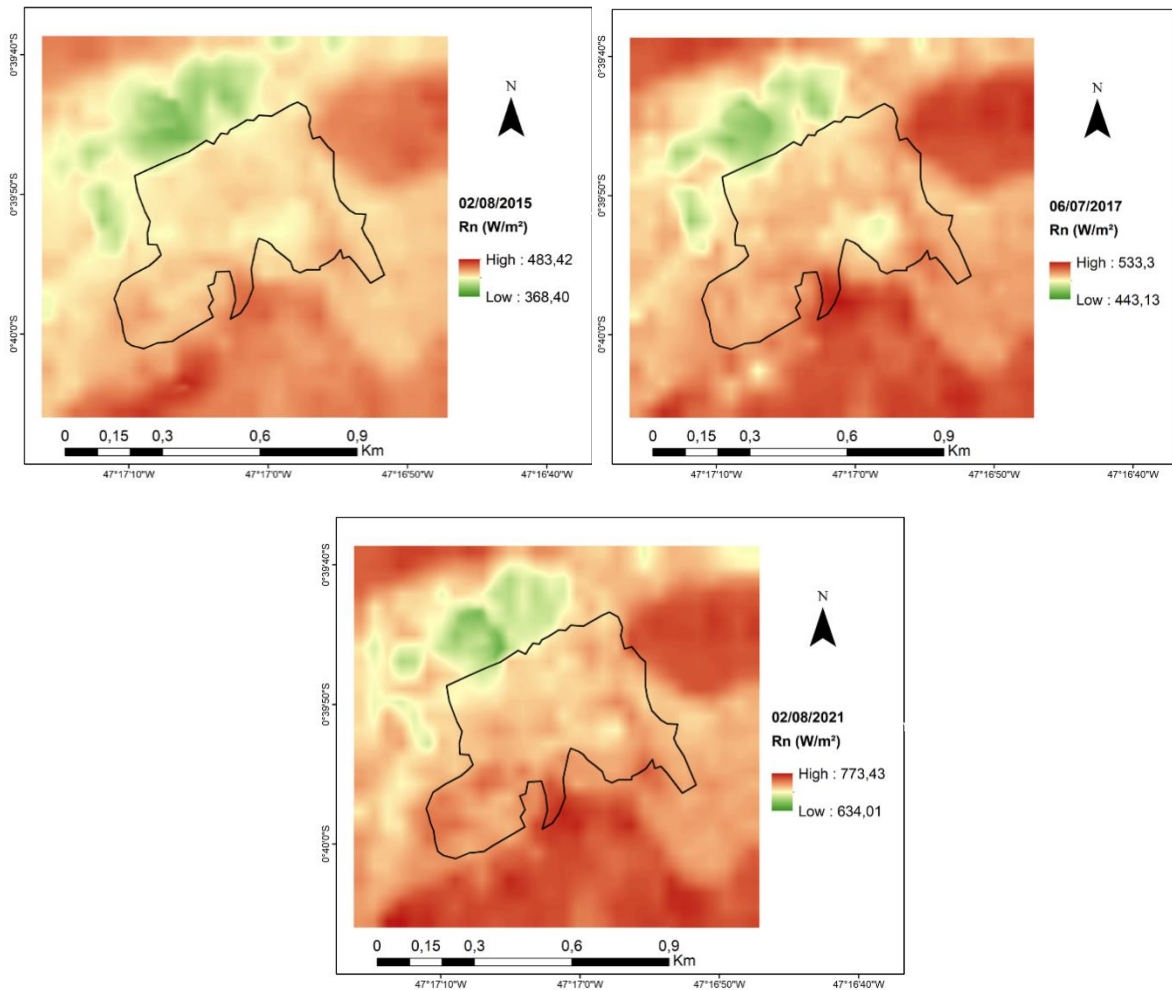 0°39'40"S
0°39'50"S
0°40'0"S
N
02/08/2015
Rn (W/m²)
High : 483,42
Low : 368,40
0 0,15 0,3 0,6 0,9
Km
47°17'10"W 47°17'0"W 47°16'50"W 47°16'40"W
0°39'40"S
0°39'50"S
0°40'0"S
N
06/07/2017
Rn (W/m²)
High : 533,3
Low : 443,13
0 0,15 0,3 0,6 0,9
Km
47°17'10"W 47°17'0"W 47°16'50"W 47°16'40"W
0°39'40"S
0°39'50"S
0°40'0"S
N
02/08/2021
Rn (W/m²)
High : 773,43
Low : 634,01
0 0,15 0,3 0,6 0,9
Km
47°17'10"W 47°17'0"W 47°16'50"W 47°16'40"W